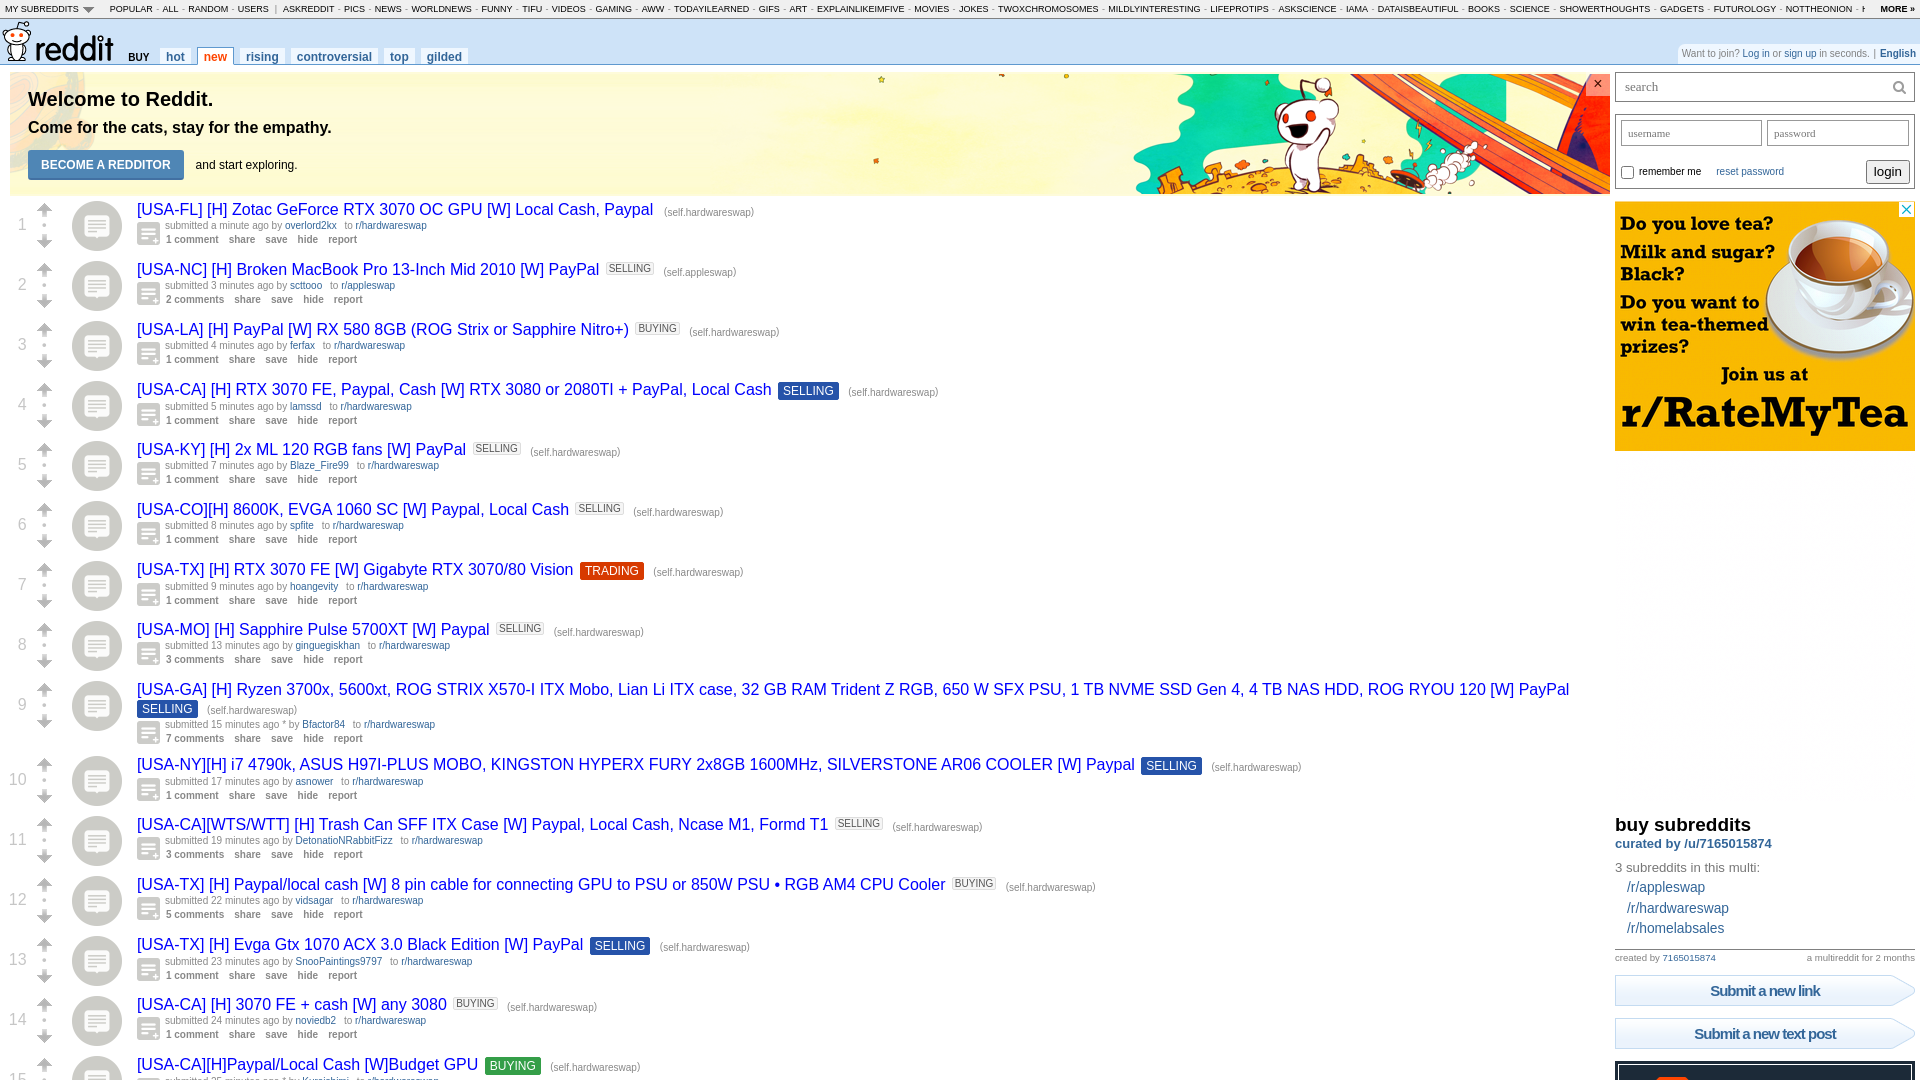 MY SUBREDDITS POPULAR - ALL - RANDOM - USERS | ASKREDDIT - PICS - NEWS - WORLDNEWS - FUNNY - TIFU - VIDEOS - GAMING - AWW - TODAYILEARNED - GIFS - ART - EXPLAINLIKEIMFIVE - MOVIES - JOKES - TWOXCHROMOSOMES - MILDLYINTERESTING - LIFEPROTIPS - ASKSCIENCE - IAMA - DATAISBEAUTIFUL - BOOKS - SCIENCE - SHOWERTHOUGHTS - GADGETS - FUTUROLOGY - NOTTHEONION - MORE »
reddit BUY hot new rising controversial top gilded
Want to join? Log in or sign up in seconds. | English
Welcome to Reddit.
Come for the cats, stay for the empathy.
BECOME A REDDITOR and start exploring.
×
search
username password
remember me reset password login
1
[USA-FL] [H] Zotac GeForce RTX 3070 OC GPU [W] Local Cash, Paypal (self.hardwareswap)
submitted a minute ago by overlord2kx to r/hardwareswap
1 comment share save hide report
2
[USA-NC] [H] Broken MacBook Pro 13-Inch Mid 2010 [W] PayPal SELLING (self.appleswap)
submitted 3 minutes ago by scttooo to r/appleswap
2 comments share save hide report
3
[USA-LA] [H] PayPal [W] RX 580 8GB (ROG Strix or Sapphire Nitro+) BUYING (self.hardwareswap)
submitted 4 minutes ago by ferfax to r/hardwareswap
1 comment share save hide report
4
[USA-CA] [H] RTX 3070 FE, Paypal, Cash [W] RTX 3080 or 2080TI + PayPal, Local Cash SELLING (self.hardwareswap)
submitted 5 minutes ago by lamssd to r/hardwareswap
1 comment share save hide report
5
[USA-KY] [H] 2x ML 120 RGB fans [W] PayPal SELLING (self.hardwareswap)
submitted 7 minutes ago by Blaze_Fire99 to r/hardwareswap
1 comment share save hide report
6
[USA-CO][H] 8600K, EVGA 1060 SC [W] Paypal, Local Cash SELLING (self.hardwareswap)
submitted 8 minutes ago by spfite to r/hardwareswap
1 comment share save hide report
7
[USA-TX] [H] RTX 3070 FE [W] Gigabyte RTX 3070/80 Vision TRADING (self.hardwareswap)
submitted 9 minutes ago by hoangevity to r/hardwareswap
1 comment share save hide report
8
[USA-MO] [H] Sapphire Pulse 5700XT [W] Paypal SELLING (self.hardwareswap)
submitted 13 minutes ago by ginguegiskhan to r/hardwareswap
3 comments share save hide report
9
[USA-GA] [H] Ryzen 3700x, 5600xt, ROG STRIX X570-I ITX Mobo, Lian Li ITX case, 32 GB RAM Trident Z RGB, 650 W SFX PSU, 1 TB NVME SSD Gen 4, 4 TB NAS HDD, ROG RYOU 120 [W] PayPal
SELLING (self.hardwareswap)
submitted 15 minutes ago * by Bfactor84 to r/hardwareswap
7 comments share save hide report
10
[USA-NY][H] i7 4790k, ASUS H97I-PLUS MOBO, KINGSTON HYPERX FURY 2x8GB 1600MHz, SILVERSTONE AR06 COOLER [W] Paypal SELLING (self.hardwareswap)
submitted 17 minutes ago by asnower to r/hardwareswap
1 comment share save hide report
11
[USA-CA][WTS/WTT] [H] Trash Can SFF ITX Case [W] Paypal, Local Cash, Ncase M1, Formd T1 SELLING (self.hardwareswap)
submitted 19 minutes ago by DetonatioNRabbitFizz to r/hardwareswap
3 comments share save hide report
12
[USA-TX] [H] Paypal/local cash [W] 8 pin cable for connecting GPU to PSU or 850W PSU • RGB AM4 CPU Cooler BUYING (self.hardwareswap)
submitted 22 minutes ago by vidsagar to r/hardwareswap
5 comments share save hide report
13
[USA-TX] [H] Evga Gtx 1070 ACX 3.0 Black Edition [W] PayPal SELLING (self.hardwareswap)
submitted 23 minutes ago by SnooPaintings9797 to r/hardwareswap
1 comment share save hide report
14
[USA-CA] [H] 3070 FE + cash [W] any 3080 BUYING (self.hardwareswap)
submitted 24 minutes ago by noviedb2 to r/hardwareswap
1 comment share save hide report
15
[USA-CA][H]Paypal/Local Cash [W]Budget GPU BUYING (self.hardwareswap)
Do you love tea?
Milk and sugar?
Black?
Do you want to
win tea-themed
prizes?
Join us at
r/RateMyTea
buy subreddits
curated by /u/7165015874
3 subreddits in this multi:
/r/appleswap
/r/hardwareswap
/r/homelabsales
created by 7165015874 a multireddit for 2 months
Submit a new link
Submit a new text post